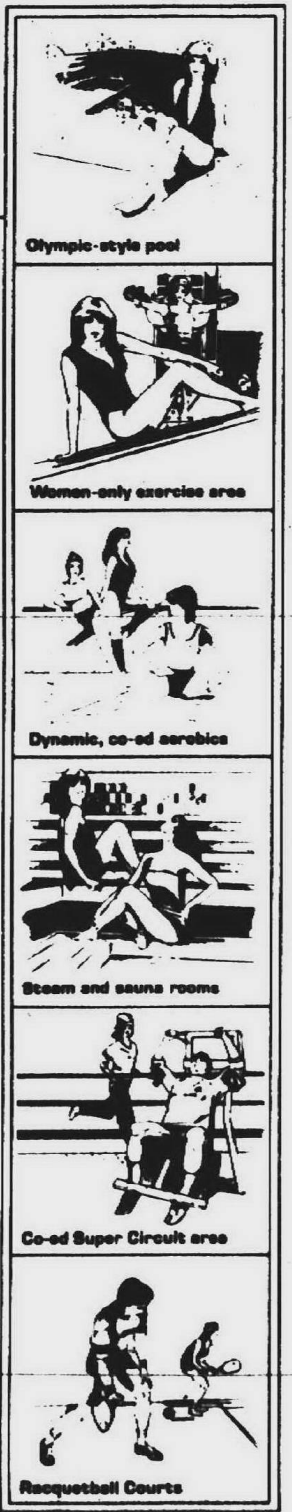 Olympic-style pool
Women-only exercise area
Dynamic, co-ed aerobics
Steam and sauna rooms
Co-ed Super Circuit area
Racquetball Courts